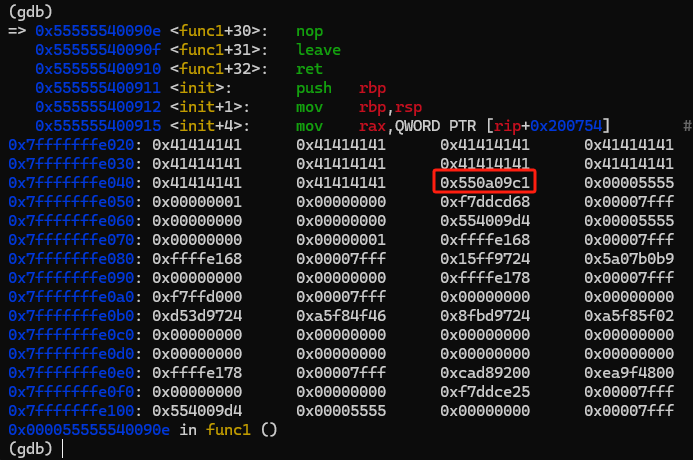 (gdb)
=> 0x55555540090e <func1+30>: nop
0x55555540090f <func1+31>: leave
0x555555400910 <func1+32>: ret
0x555555400911 <init>: push rbp
0x555555400912 <init+1>: mov rbp,rsp
0x555555400915 <init+4>: mov rax,QWORD PTR [rip+0x200754] #
0x7fffffffe020: 0x41414141 0x41414141 0x41414141 0x41414141
0x7fffffffe030: 0x41414141 0x41414141 0x41414141 0x41414141
0x7fffffffe040: 0x41414141 0x41414141 0x550a09c1 0x00005555
0x7fffffffe050: 0x00000001 0x00000000 0xf7ddcd68 0x00007fff
0x7fffffffe060: 0x00000000 0x00000000 0x554009d4 0x00005555
0x7fffffffe070: 0x00000000 0x00000001 0xffffe168 0x00007fff
0x7fffffffe080: 0xffffe168 0x00007fff 0x15ff9724 0x5a07b0b9
0x7fffffffe090: 0x00000000 0x00000000 0xffffe178 0x00007fff
0x7fffffffe0a0: 0xf7ffd000 0x00007fff 0x00000000 0x00000000
0x7fffffffe0b0: 0xd53d9724 0xa5f84f46 0x8fbd9724 0xa5f85f02
0x7fffffffe0c0: 0x00000000 0x00000000 0x00000000 0x00000000
0x7fffffffe0d0: 0x00000000 0x00000000 0x00000000 0x00000000
0x7fffffffe0e0: 0xffffe178 0x00007fff 0xcad89200 0xea9f4800
0x7fffffffe0f0: 0x00000000 0x00000000 0xf7ddce25 0x00007fff
0x7fffffffe100: 0x554009d4 0x00005555 0x00000000 0x00007fff
0x000055555540090e in func1 ()
(gdb)